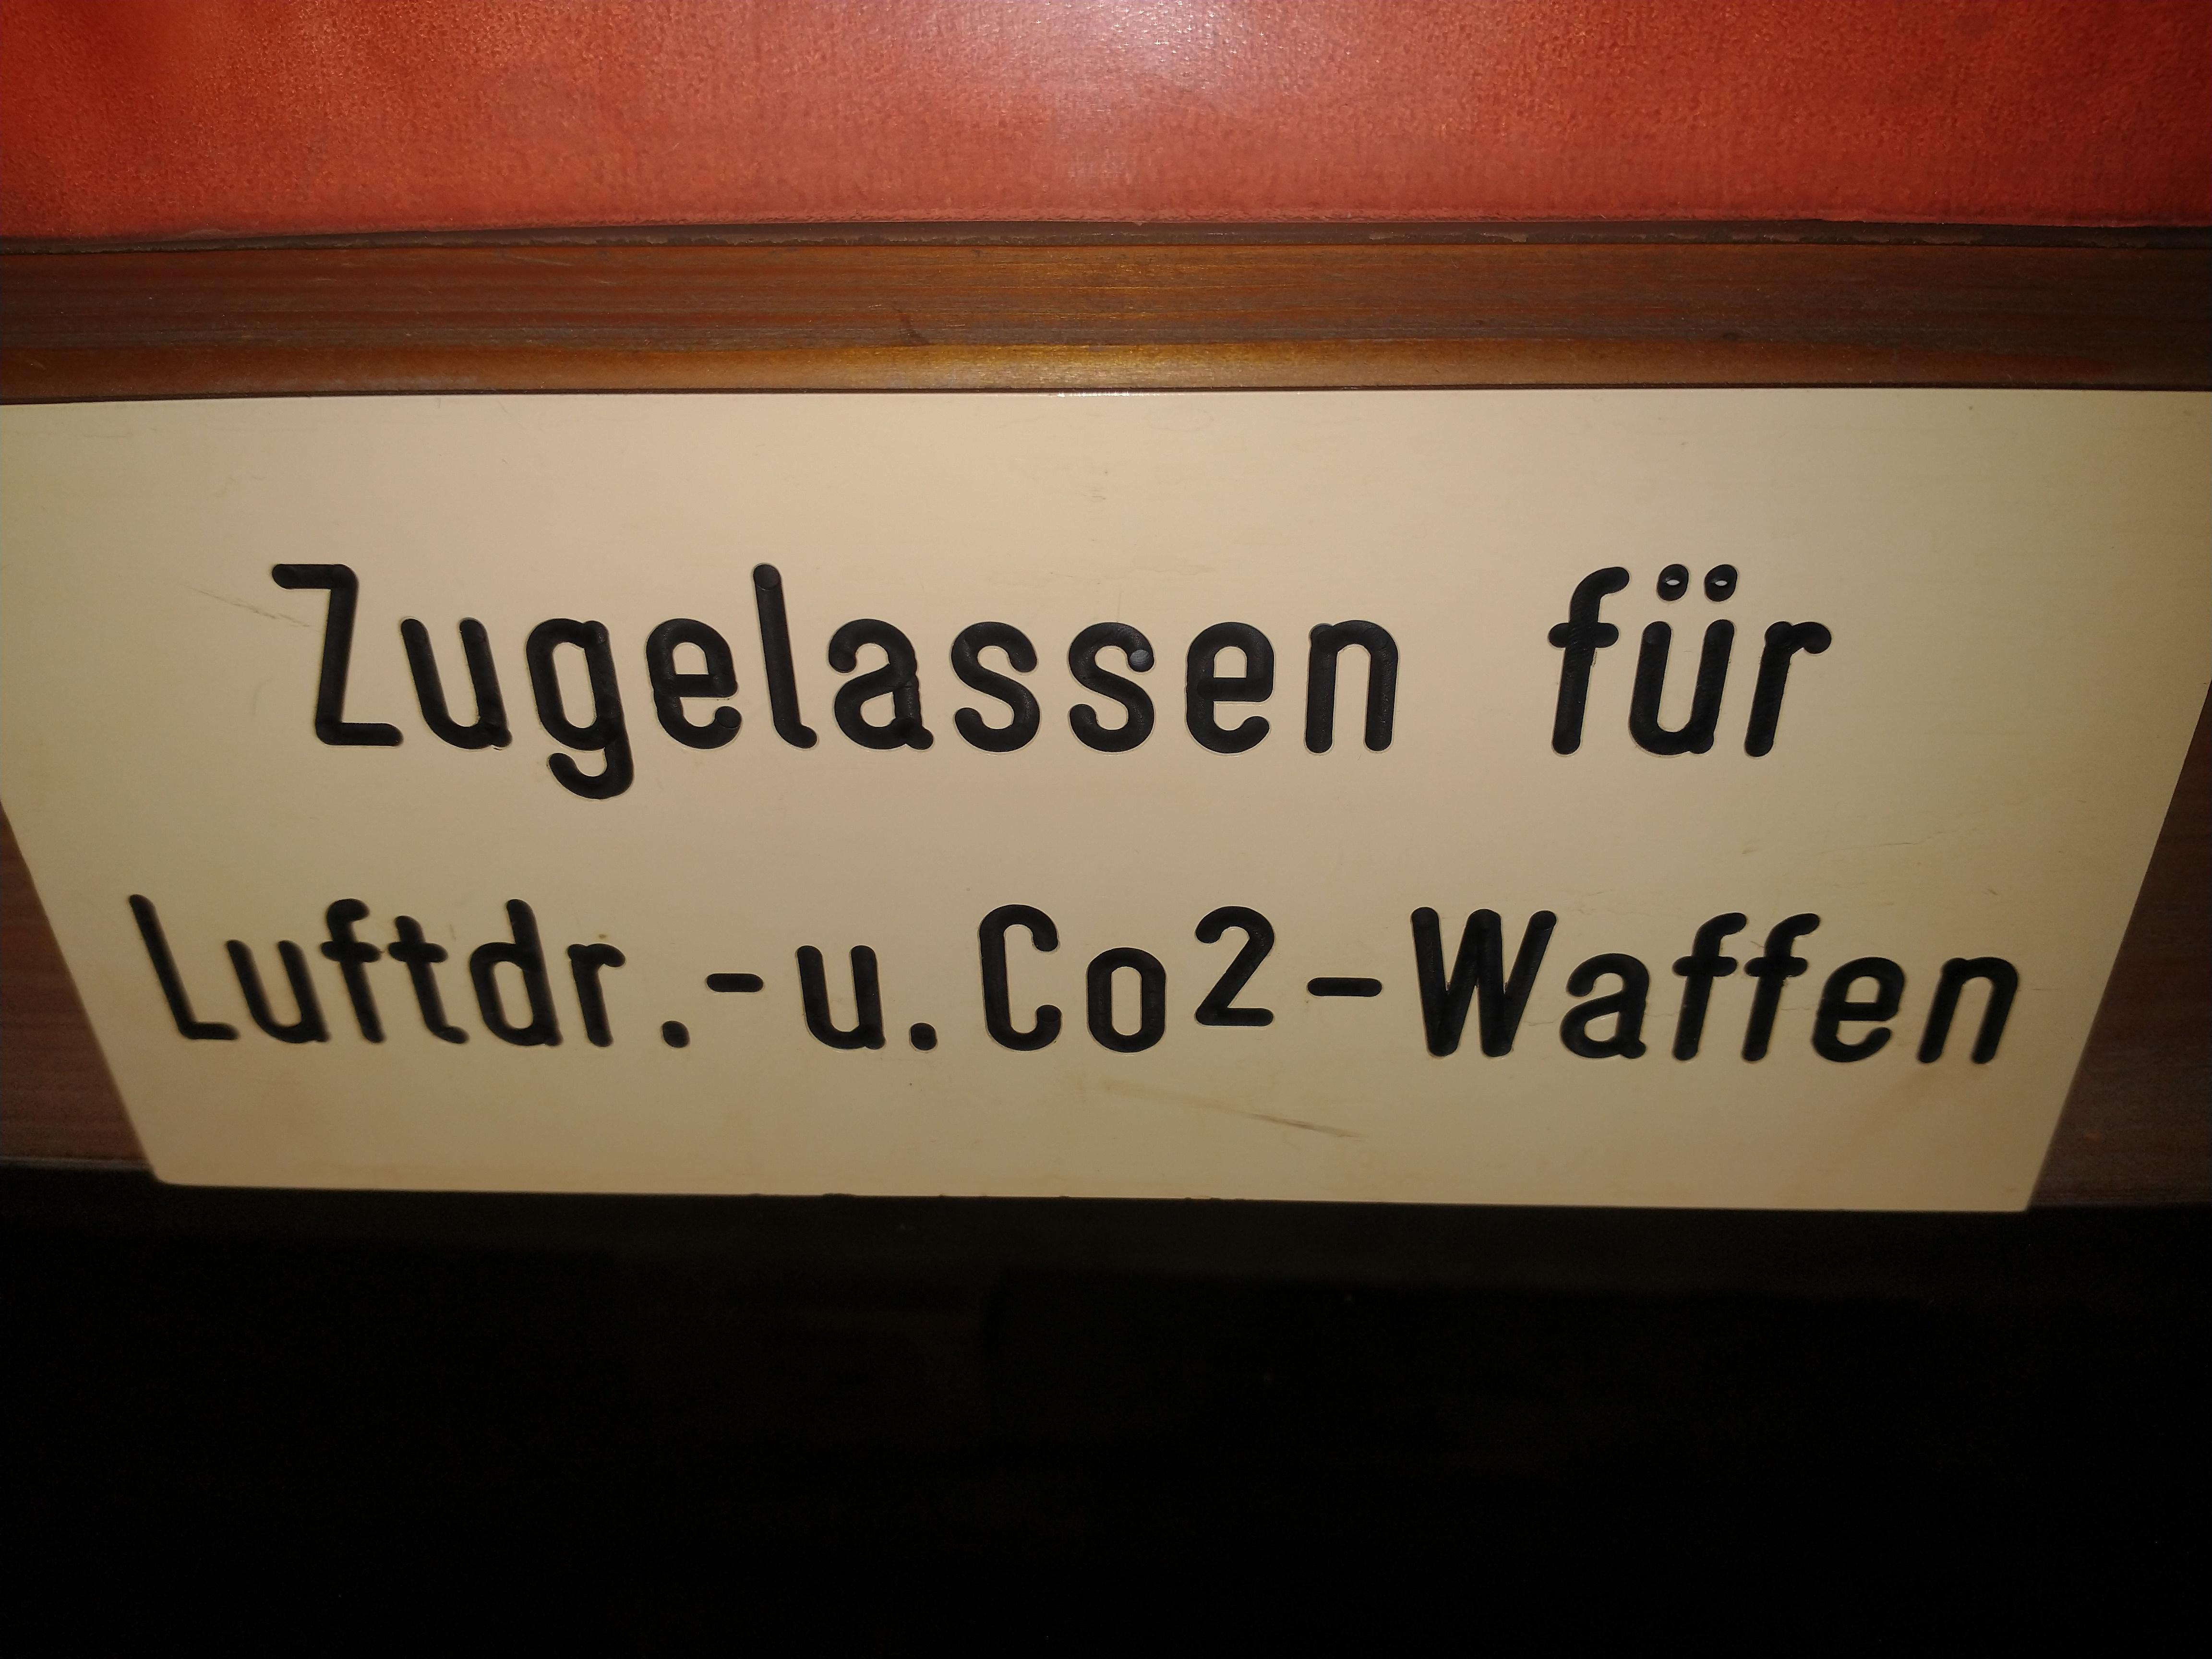 Zugelassen für
Luftdr.-u.Co2-Waffen